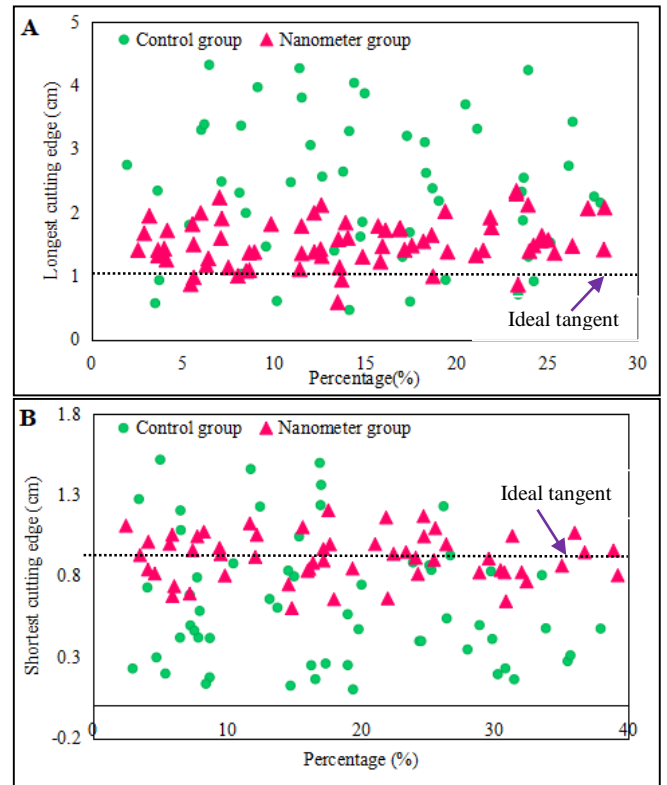 A
Control group
Nanometer group
Longest cutting edge (cm)
5
4
3
2
1
0
Ideal tangent
0 5 10 15 20 25 30
Percentage(%)
B
Control group
Nanometer group
Shortest cutting edge (cm)
1.8
1.3
0.8
0.3
-0.2
Ideal tangent
0 10 20 30 40
Percentage (%)